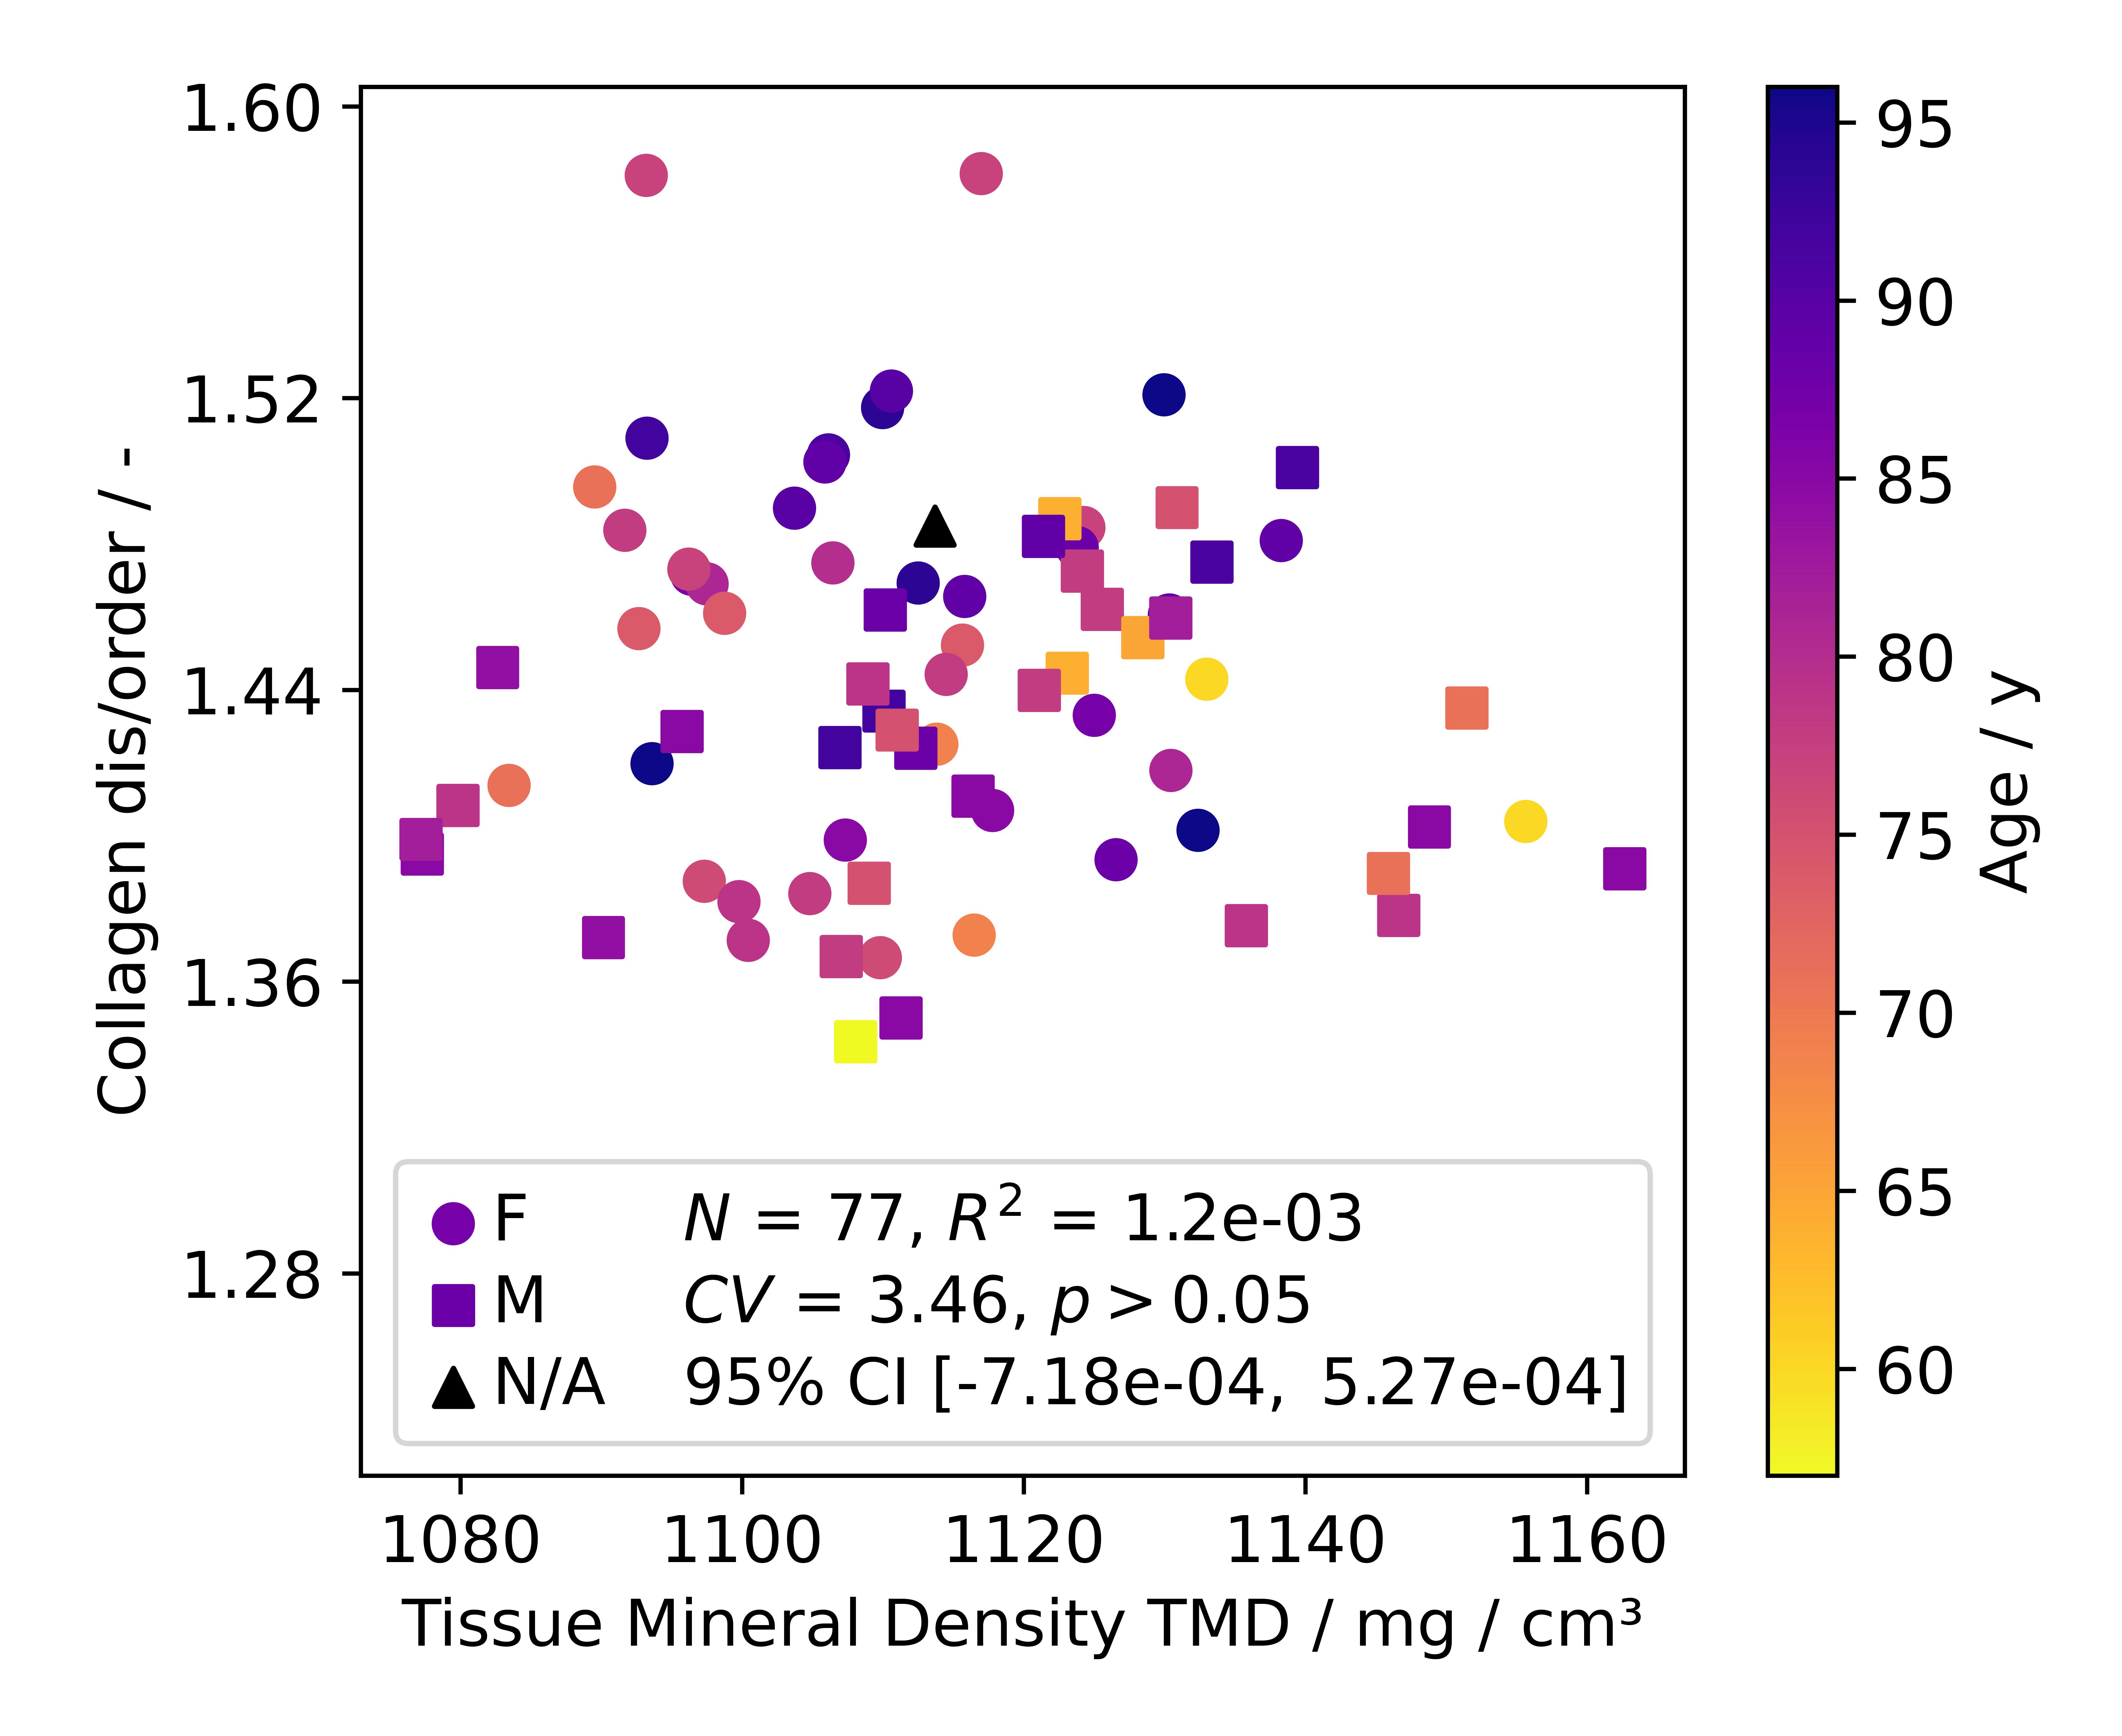 1.60
1.52
1.44
1.36
1.28
Collagen dis/order / -
F
M
N/A
N = 77, R² = 1.2e-03
CV = 3.46, p > 0.05
95% CI [-7.18e-04, 5.27e-04]
1080 1100 1120 1140 1160
Tissue Mineral Density TMD / mg / cm³
95
90
85
80
75
70
65
60
Age / y